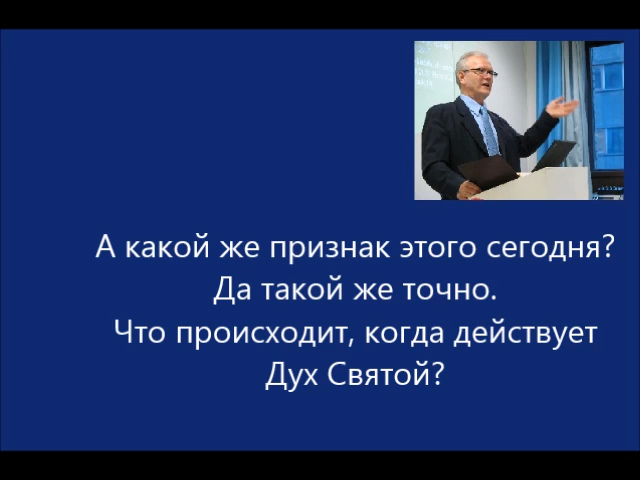 А какой же признак этого сегодня?
Да такой же точно.
Что происходит, когда действует
Дух Святой?